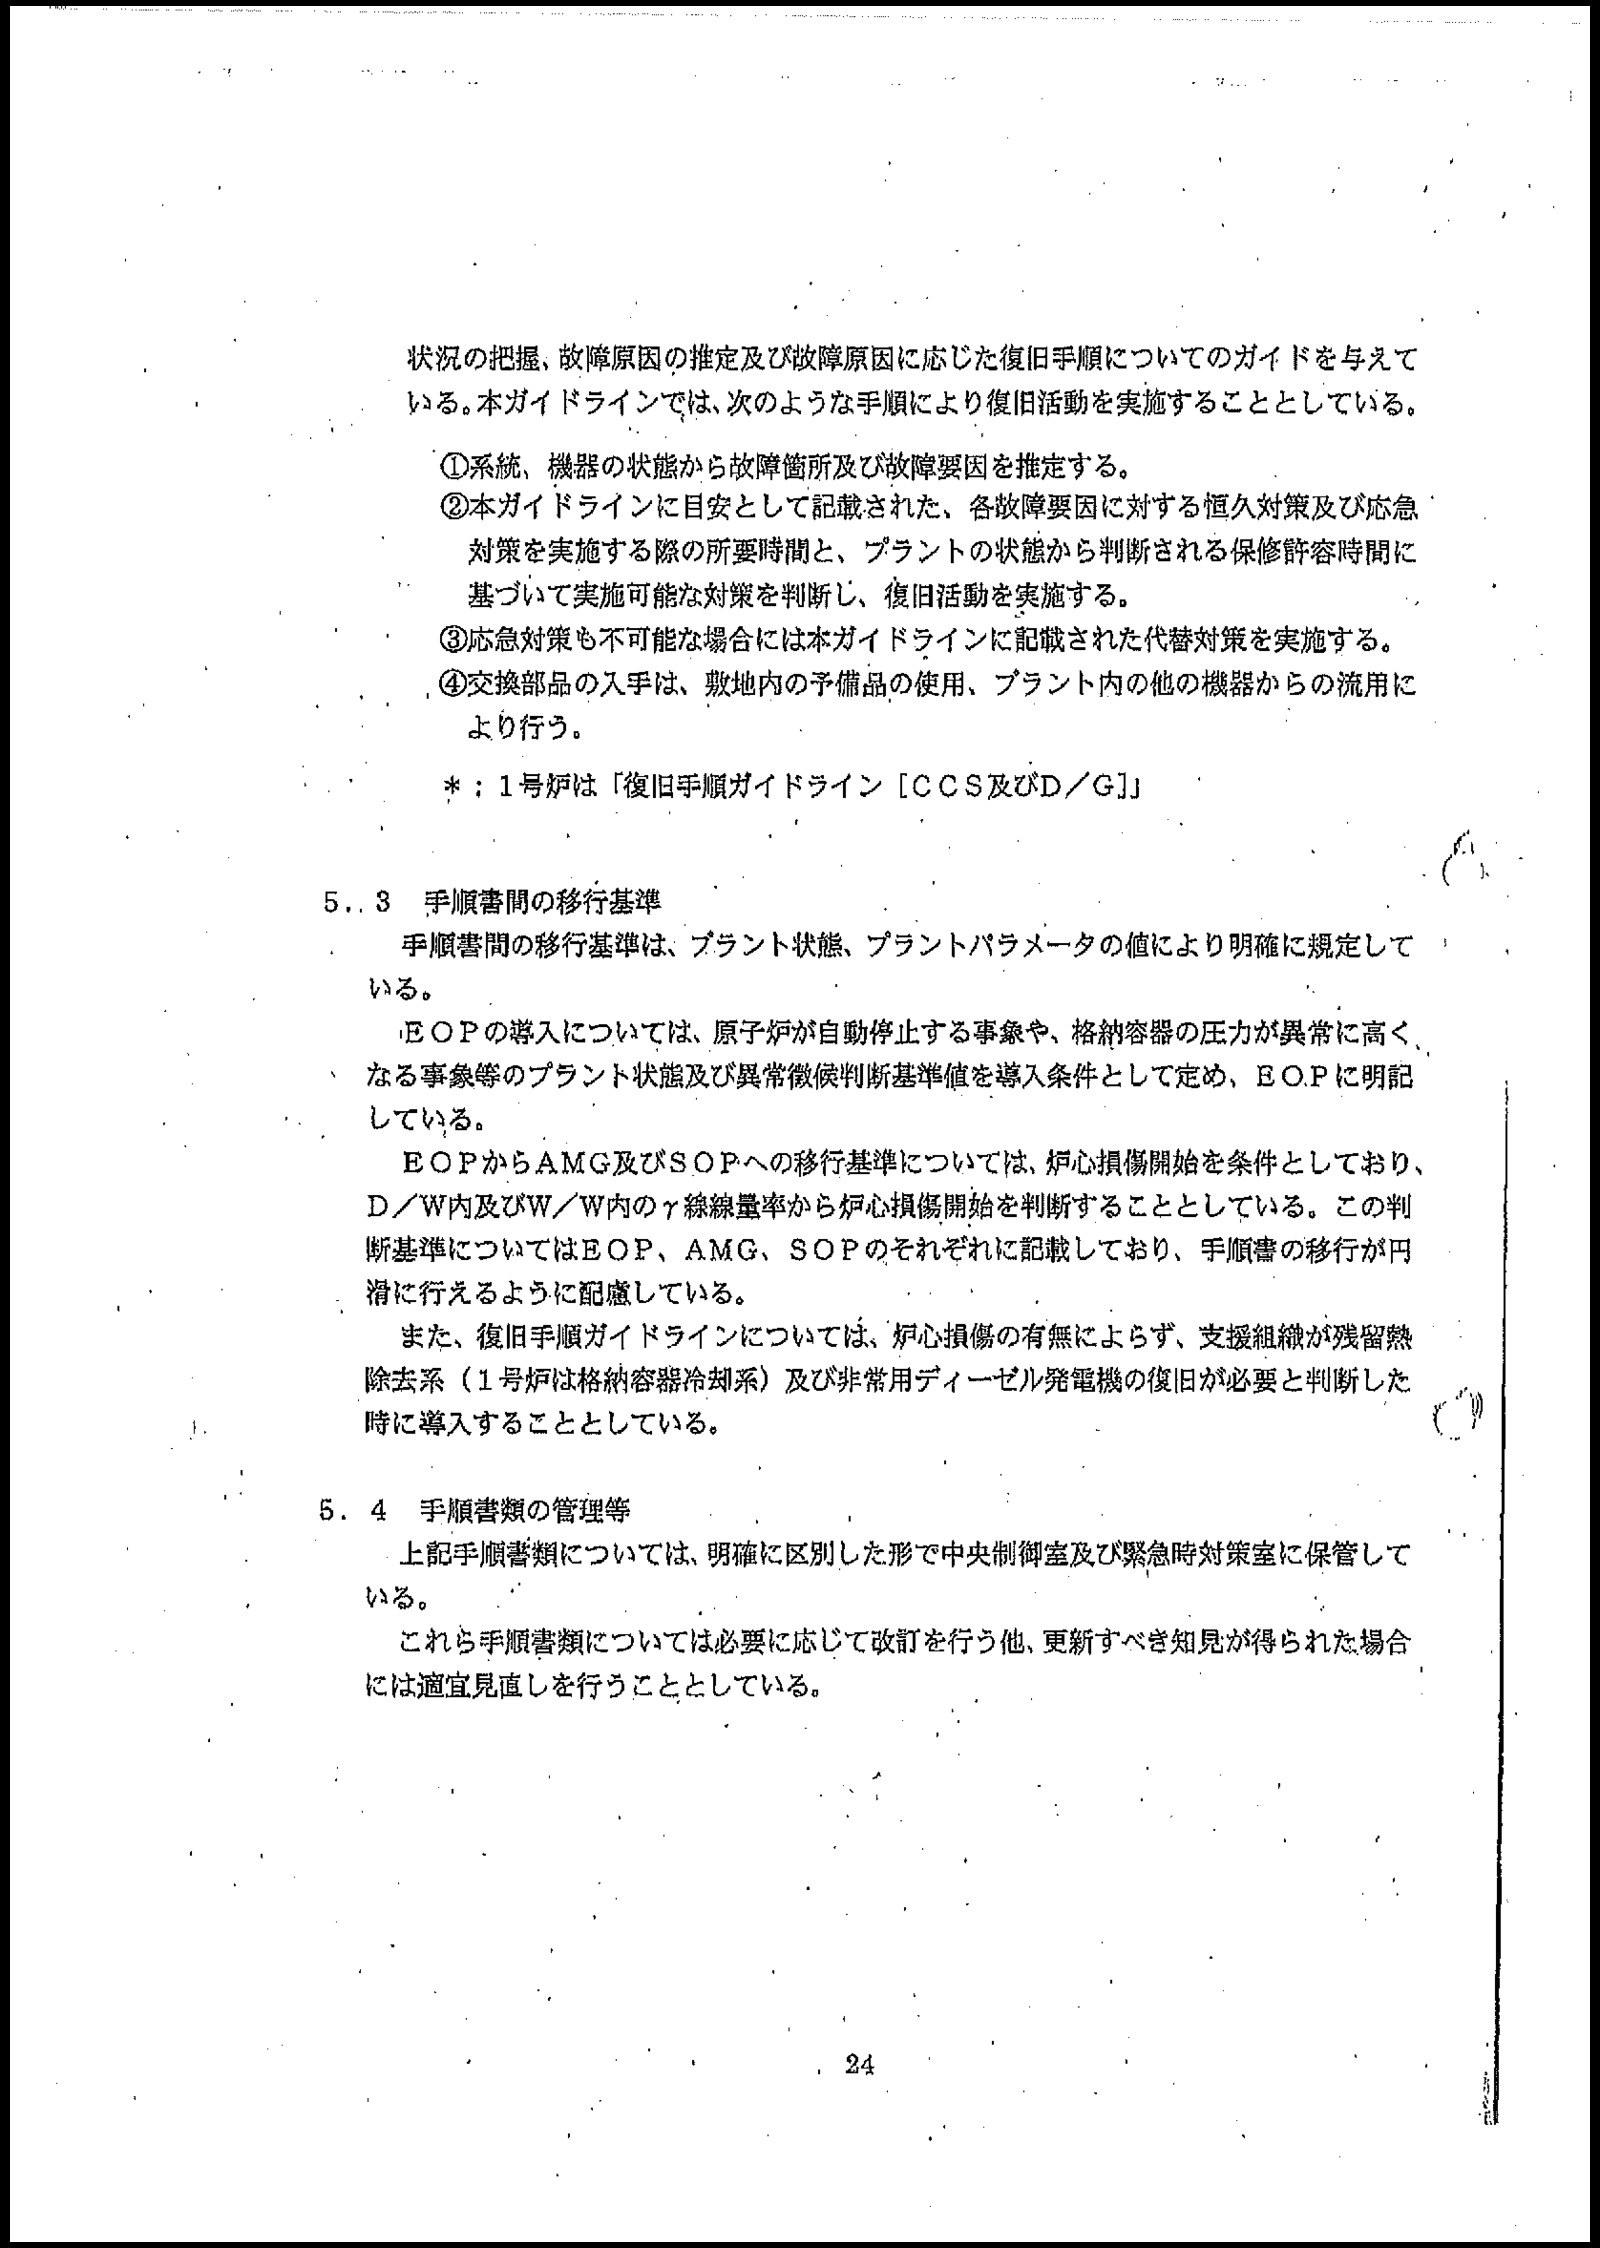 状況の把握、故障原因の推定及び故障原因に応じた復旧手順についてのガイドを与えて
いる。本ガイドラインでは、次のような手順により復旧活動を実施することとしている。
①系統、機器の状態から故障箇所及び故障要因を推定する。
②本ガイドラインに目安として記載された、各故障要因に対する恒久対策及び応急
対策を実施する際の所要時間と、プラントの状態から判断される保修許容時間に
基づいて実施可能な対策を判断し、復旧活動を実施する。
③応急対策も不可能な場合には本ガイドラインに記載された代替対策を実施する。
④交換部品の入手は、敷地内の予備品の使用、プラント内の他の機器からの流用に
より行う。
＊：１号炉は「復旧手順ガイドライン［ＣＣＳ及びＤ／Ｇ］」
５．３　手順書間の移行基準
手順書間の移行基準は、プラント状態、プラントパラメータの値により明確に規定して
いる。
ＥＯＰの導入については、原子炉が自動停止する事象や、格納容器の圧力が異常に高く
なる事象等のプラント状態及び異常徴候判断基準値を導入条件として定め、ＥＯＰに明記
している。
ＥＯＰからＡＭＧ及びＳＯＰへの移行基準については、炉心損傷開始を条件としており、
Ｄ／Ｗ内及びＷ／Ｗ内のγ線線量率から炉心損傷開始を判断することとしている。この判
断基準についてはＥＯＰ、ＡＭＧ、ＳＯＰのそれぞれに記載しており、手順書の移行が円
滑に行えるように配慮している。
また、復旧手順ガイドラインについては、炉心損傷の有無によらず、支援組織が残留熱
除去系（１号炉は格納容器冷却系）及び非常用ディーゼル発電機の復旧が必要と判断した
時に導入することとしている。
５．４　手順書類の管理等
上記手順書類については、明確に区別した形で中央制御室及び緊急時対策室に保管して
いる。
これら手順書類については必要に応じて改訂を行う他、更新すべき知見が得られた場合
には適宜見直しを行うこととしている。
24